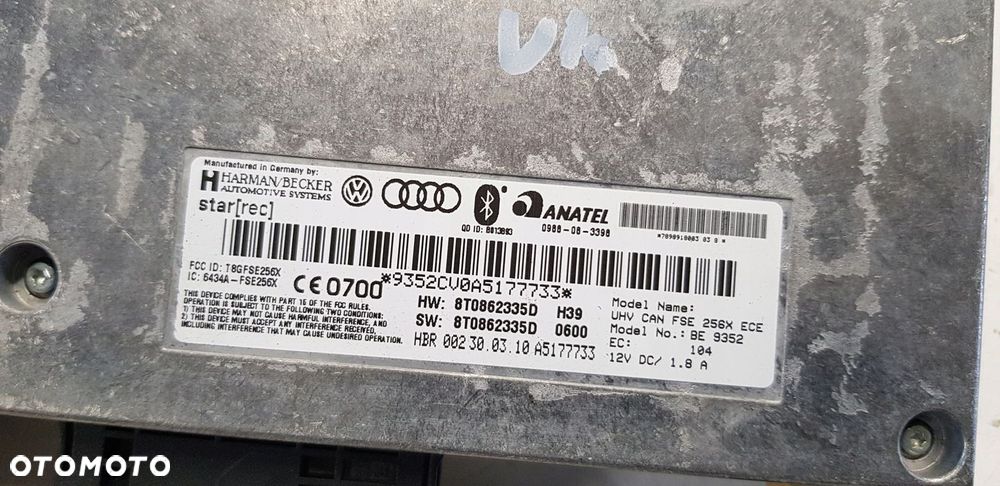 Manufactured in Germany by:
HARMAN/BECKER
AUTOMOTIVE SYSTEMS
star[rec]
QD ID: B013893
ANATEL
0988-08-3398
FCC ID: T8GFSE256X
IC: 6434A-FSE256X
CE 0700
*9352CV0A5177733*
THIS DEVICE COMPLIES WITH PART 15 OF THE FCC RULES.
OPERATION IS SUBJECT TO THE FOLLOWING TWO CONDITIONS:
1) THIS DEVICE MAY NOT CAUSE HARMFUL INTERFERENCE, AND
2) THIS DEVICE MUST ACCEPT ANY INTERFERENCE RECEIVED,
INCLUDING INTERFERENCE THAT MAY CAUSE UNDESIRED OPERATION.
HW: 8T0862335D H39
SW: 8T0862335D 0600
HBR 002 30.03.10 A5177733
Model Name:
UHV CAN FSE 256X ECE
Model No.: BE 9352
EC: 104
12V DC/ 1.8 A
OTOMOTO